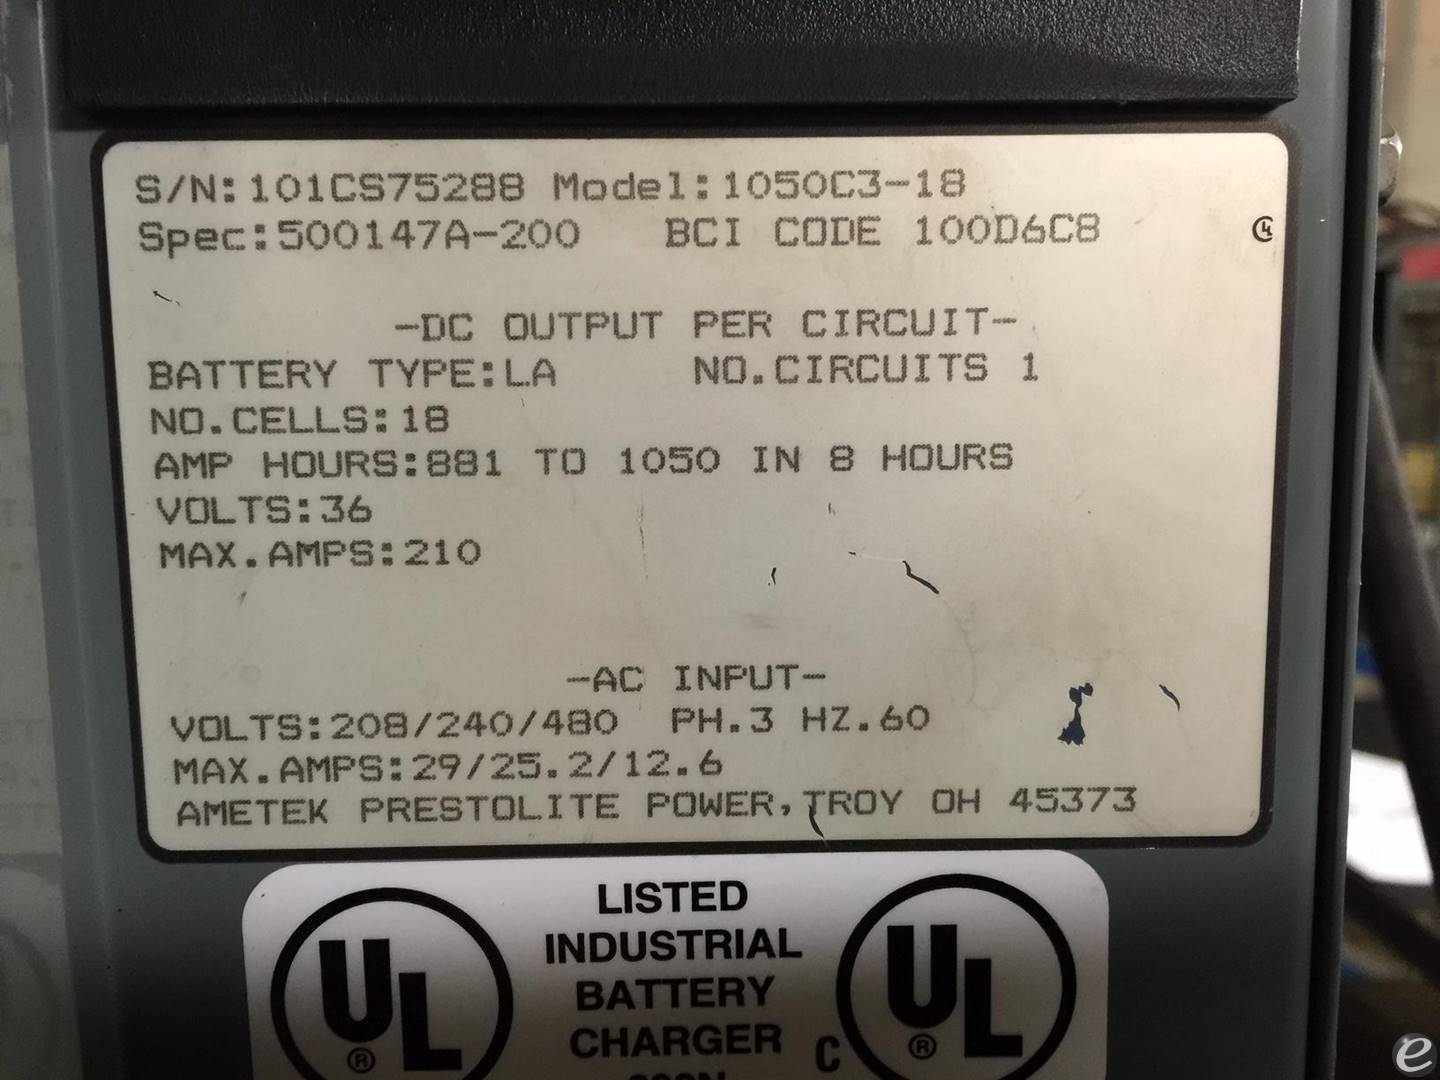 S/N:101CS75288 Model:1050C3-18
Spec:500147A-200 BCI CODE 100D6C8
-DC OUTPUT PER CIRCUIT-
BATTERY TYPE:LA NO.CIRCUITS 1
NO.CELLS:18
AMP HOURS:881 TO 1050 IN 8 HOURS
VOLTS:36
MAX.AMPS:210
-AC INPUT-
VOLTS:208/240/480 PH.3 HZ.60
MAX.AMPS:29/25.2/12.6
AMETEK PRESTOLITE POWER,TROY OH 45373
UL ®
LISTED
INDUSTRIAL
BATTERY
CHARGER
C UL ®
e